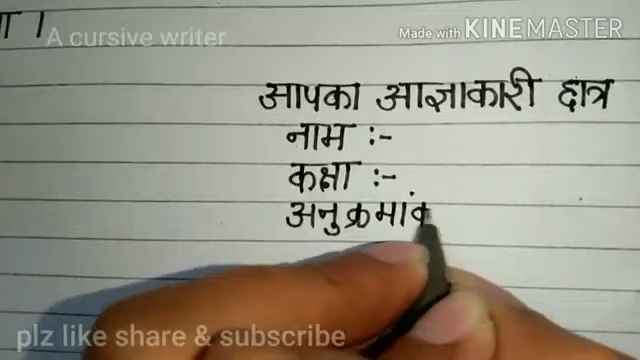 ा ।
A cursive writer
Made with KINEMASTER
आपका आज्ञाकारी छात्र
नाम :-
कक्षा :-
अनुक्रमांक
plz like share & subscribe